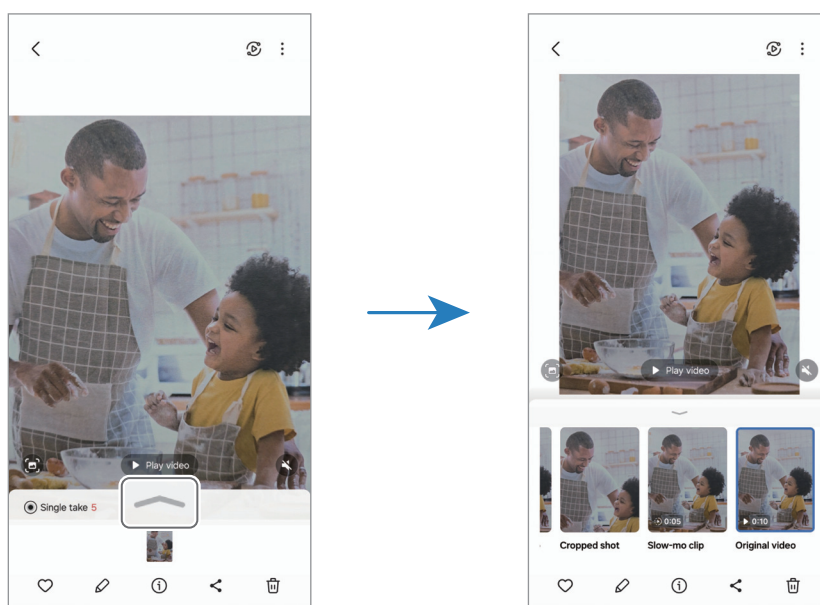 Play video
Single take 5
Play video
0:05
0:10
Cropped shot
Slow-mo clip
Original video